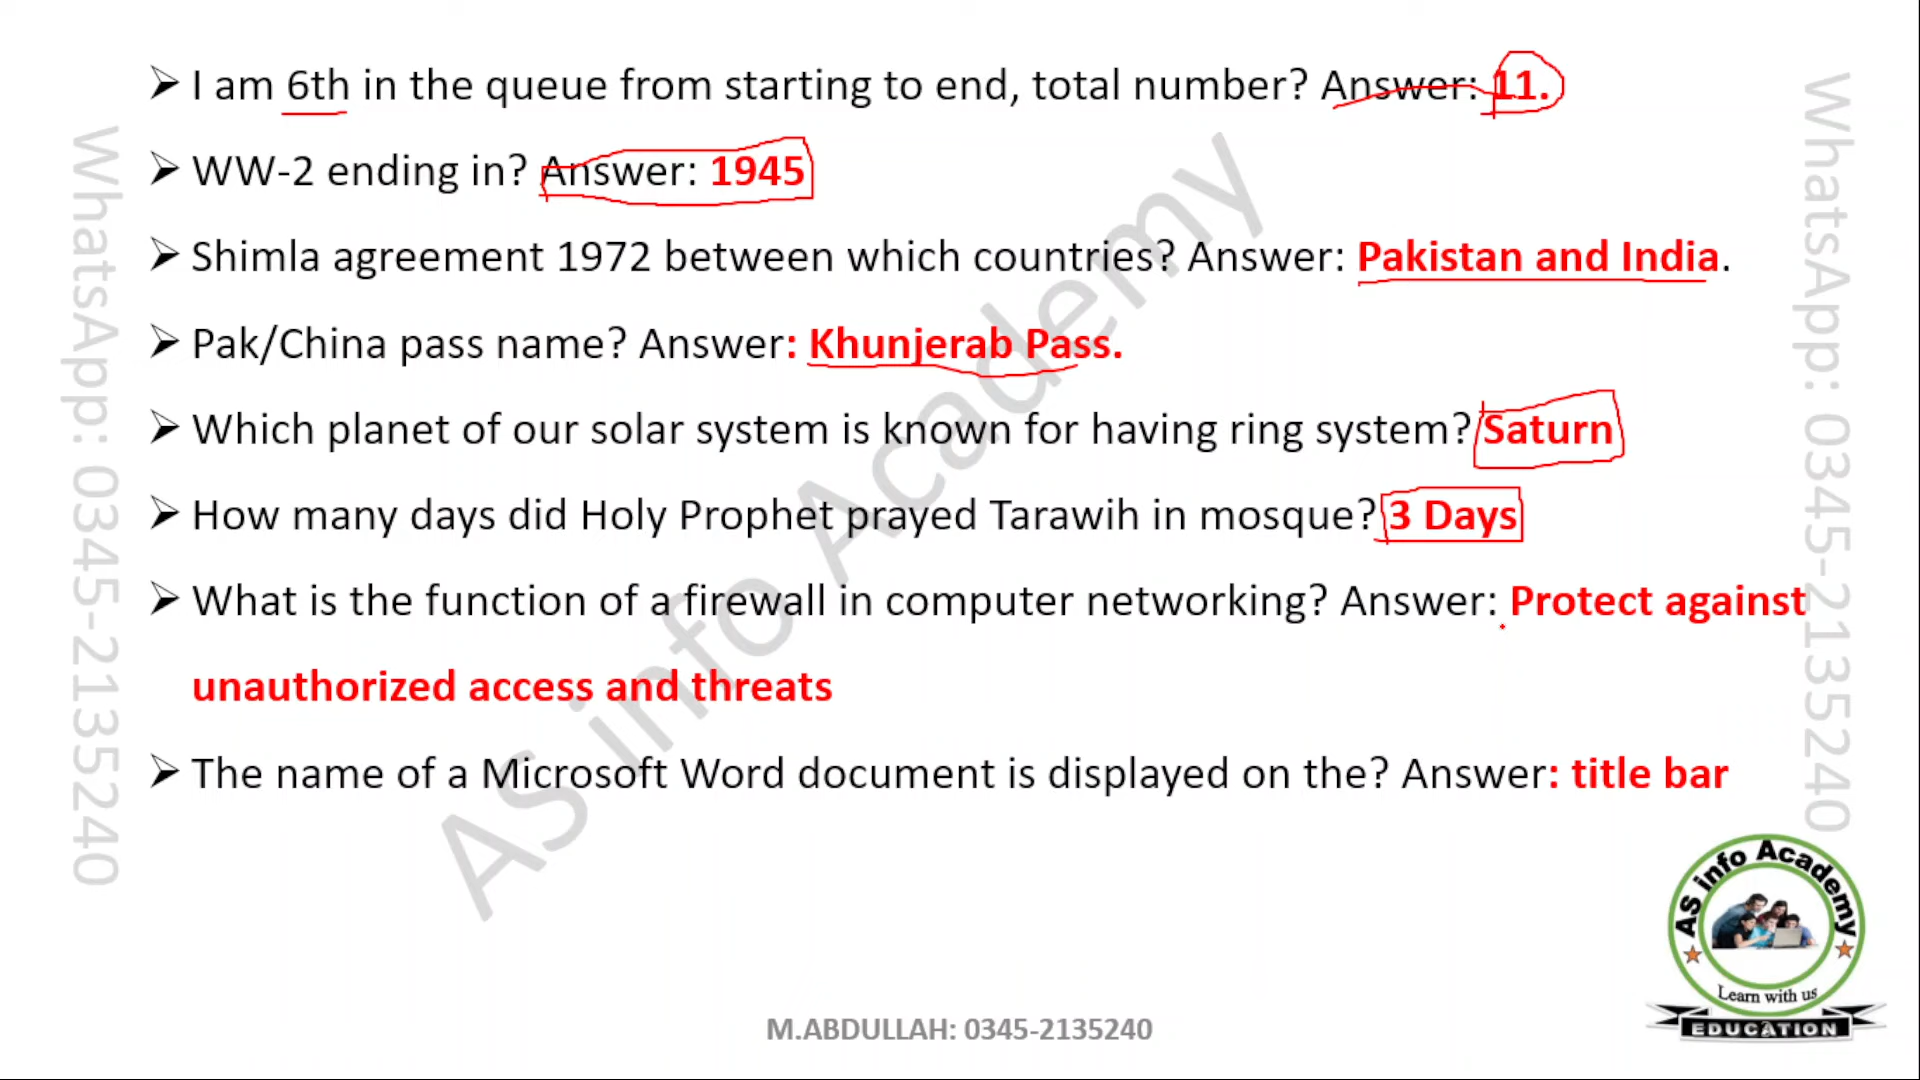 ➢ I am 6th in the queue from starting to end, total number? Answer: 11.
➢ WW-2 ending in? Answer: 1945
➢ Shimla agreement 1972 between which countries? Answer: Pakistan and India.
➢ Pak/China pass name? Answer: Khunjerab Pass.
➢ Which planet of our solar system is known for having ring system? Saturn
➢ How many days did Holy Prophet prayed Tarawih in mosque? 3 Days
➢ What is the function of a firewall in computer networking? Answer: Protect against
unauthorized access and threats
➢ The name of a Microsoft Word document is displayed on the? Answer: title bar
WhatsApp: 0345-2135240
AS info Academy
WhatsApp: 0345-2135240
AS info Academy
Learn with us
EDUCATION
M.ABDULLAH: 0345-2135240